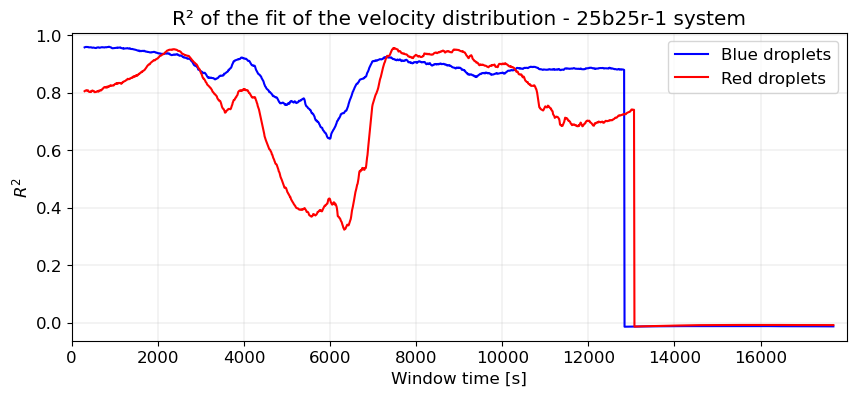 R² of the fit of the velocity distribution - 25b25r-1 system
1.0
0.8
0.6
0.4
0.2
0.0
R²
Blue droplets
Red droplets
0 2000 4000 6000 8000 10000 12000 14000 16000
Window time [s]